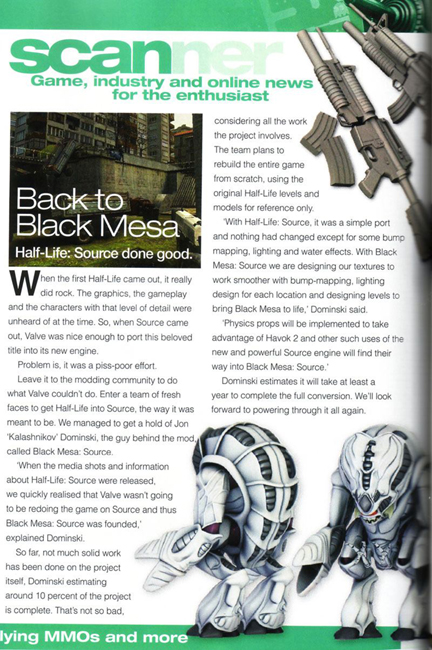 scanner
Game, industry and online news
for the enthusiast
Back to
Black Mesa
Half-Life: Source done good.
When the first Half-Life came out, it really
did rock. The graphics, the gameplay
and the characters with that level of detail were
unheard of at the time. So, when Source came
out, Valve was nice enough to port this beloved
title into its new engine.
Problem is, it was a piss-poor effort.
Leave it to the modding community to do
what Valve couldn't do. Enter a team of fresh
faces to get Half-Life into Source, the way it was
meant to be. We managed to get a hold of Jon
'Kalashnikov' Dominski, the guy behind the mod,
called Black Mesa: Source.
'When the media shots and information
about Half-Life: Source were released,
we quickly realised that Valve wasn't going
to be redoing the game on Source and thus
Black Mesa: Source was founded,'
explained Dominski.
So far, not much solid work
has been done on the project
itself, Dominski estimating
around 10 percent of the project
is complete. That's not so bad,
considering all the work
the project involves.
The team plans to
rebuild the entire game
from scratch, using the
original Half-Life levels and
models for reference only.
'With Half-Life: Source, it was a simple port
and nothing had changed except for some bump
mapping, lighting and water effects. With Black
Mesa: Source we are designing our textures to
work smoother with bump-mapping, lighting
design for each location and designing levels to
bring Black Mesa to life,' Dominski said.
'Physics props will be implemented to take
advantage of Havok 2 and other such uses of the
new and powerful Source engine will find their
way into Black Mesa: Source.'
Dominski estimates it will take at least a
year to complete the full conversion. We'll look
forward to powering through it all again.
lying MMOs and more